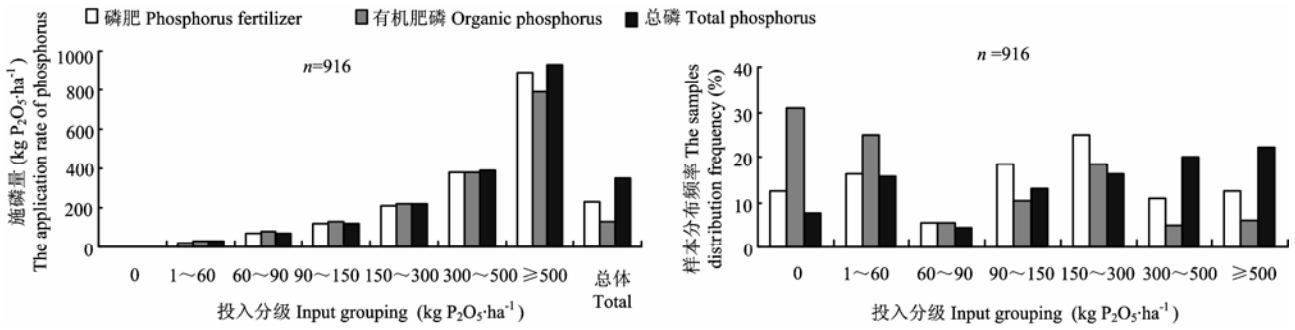 磷肥 Phosphorus fertilizer 有机肥磷 Organic phosphorus 总磷 Total phosphorus
施磷量 (kg P₂O₅·ha⁻¹)
The application rate of phosphorus
1000
800
600
400
200
0
n=916
0 1～60 60～90 90～150 150～300 300～500 ≥500 总体
Total
投入分级 Input grouping (kg P₂O₅·ha⁻¹)
样本分布频率 The samples
distribution frequency (%)
40
30
20
10
0
n=916
0 1～60 60～90 90～150 150～300 300～500 ≥500
投入分级 Input grouping (kg P₂O₅·ha⁻¹)